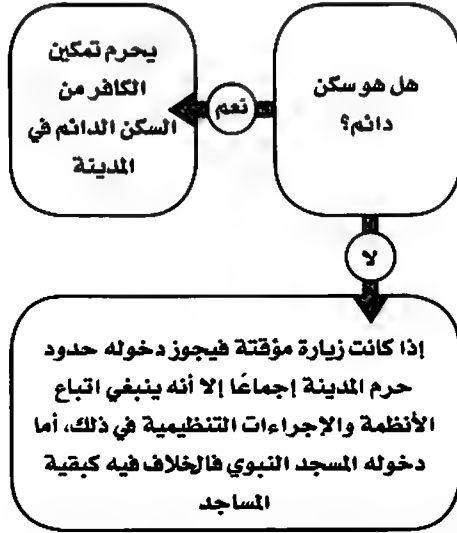 هل هو سكن
دائم؟
نعم
يحرم تمكين
الكافر من
السكن الدائم في
المدينة
لا
إذا كانت زيارة مؤقتة فيجوز دخوله حدود
حرم المدينة إجماعًا إلا أنه ينبغي اتباع
الأنظمة والإجراءات التنظيمية في ذلك، أما
دخوله المسجد النبوي فالخلاف فيه كبقية
المساجد